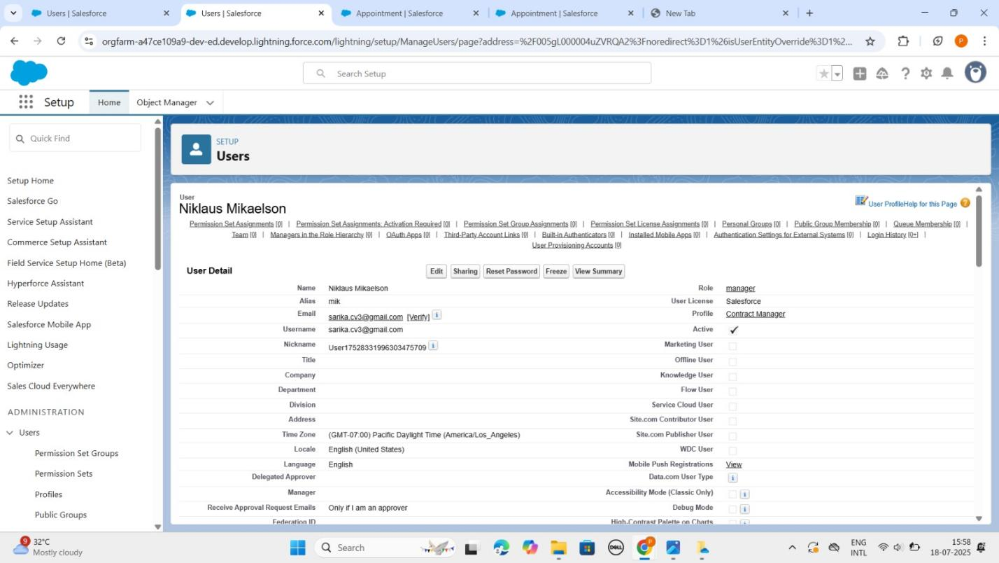 Users | Salesforce
Users | Salesforce
Appointment | Salesforce
Appointment | Salesforce
New Tab
orgfarm-a47ce109a9-dev-ed.develop.lightning.force.com/lightning/setup/ManageUsers/page?address=%2F005gL000004uZVRQA2%3Fnoredirect%3D1%26isUserEntityOverride%3D1%2...
P
Search Setup
Setup
Home
Object Manager
Quick Find
Setup Home
Salesforce Go
Service Setup Assistant
Commerce Setup Assistant
Field Service Setup Home (Beta)
Hyperforce Assistant
Release Updates
Salesforce Mobile App
Lightning Usage
Optimizer
Sales Cloud Everywhere
ADMINISTRATION
Users
Permission Set Groups
Permission Sets
Profiles
Public Groups
SETUP
Users
User
Niklaus Mikaelson
User Profile Help for this Page ?
Permission Set Assignments [0] | Permission Set Assignments: Activation Required [0] | Permission Set Group Assignments [0] | Permission Set License Assignments [0] | Personal Groups [0] | Public Group Membership [0] | Queue Membership [0] |
Team [0] | Managers in the Role Hierarchy [0] | OAuth Apps [0] | Third-Party Account Links [0] | Built-in Authenticators [0] | Installed Mobile Apps [0] | Authentication Settings for External Systems [0] | Login History [0+] |
User Provisioning Accounts [0]
User Detail
Edit Sharing Reset Password Freeze View Summary
Name Niklaus Mikaelson Role manager
Alias mik User License Salesforce
Email sarika.cv3@gmail.com [Verify] i Profile Contract Manager
Username sarika.cv3@gmail.com Active ✓
Nickname User17528331996303475709 i Marketing User
Title Offline User
Company Knowledge User
Department Flow User
Division Service Cloud User
Address Site.com Contributor User
Time Zone (GMT-07:00) Pacific Daylight Time (America/Los_Angeles) Site.com Publisher User
Locale English (United States) WDC User
Language English Mobile Push Registrations View
Delegated Approver Data.com User Type i
Manager Accessibility Mode (Classic Only) i
Receive Approval Request Emails Only if I am an approver Debug Mode i
Federation ID High-Contrast Palette on Charts i
9
32°C
Mostly cloudy
Search
DELL
P
ENG
INTL
15:58
18-07-2025